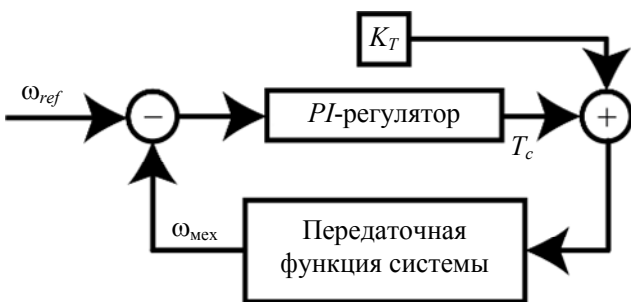 K_T
ω_ref
−
PI-регулятор
+
T_c
ω_мех
Передаточная
функция системы